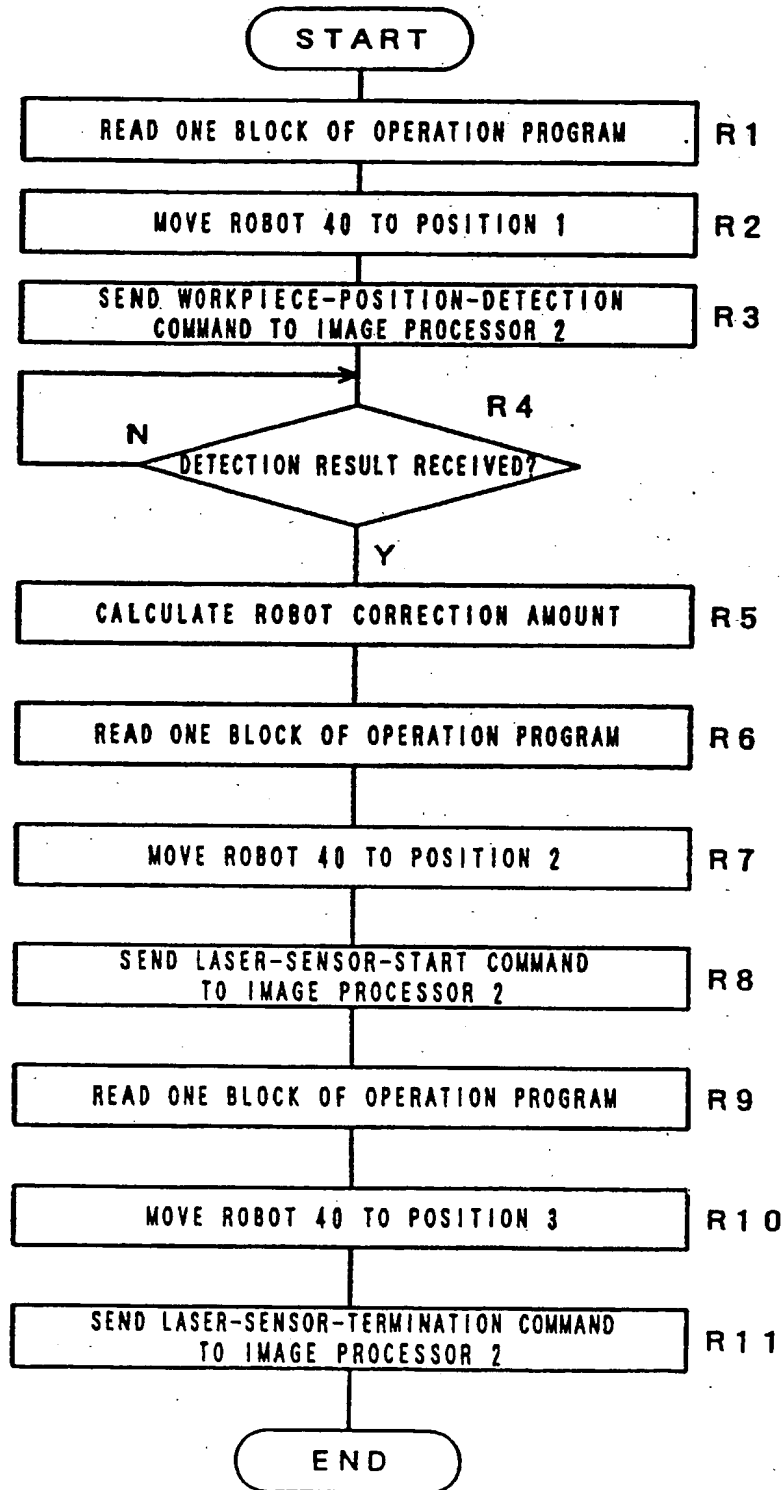 START
READ ONE BLOCK OF OPERATION PROGRAM R1
MOVE ROBOT 40 TO POSITION 1 R2
SEND WORKPIECE-POSITION-DETECTION
COMMAND TO IMAGE PROCESSOR 2 R3
R4
N
DETECTION RESULT RECEIVED?
Y
CALCULATE ROBOT CORRECTION AMOUNT R5
READ ONE BLOCK OF OPERATION PROGRAM R6
MOVE ROBOT 40 TO POSITION 2 R7
SEND LASER-SENSOR-START COMMAND
TO IMAGE PROCESSOR 2 R8
READ ONE BLOCK OF OPERATION PROGRAM R9
MOVE ROBOT 40 TO POSITION 3 R10
SEND LASER-SENSOR-TERMINATION COMMAND
TO IMAGE PROCESSOR 2 R11
END